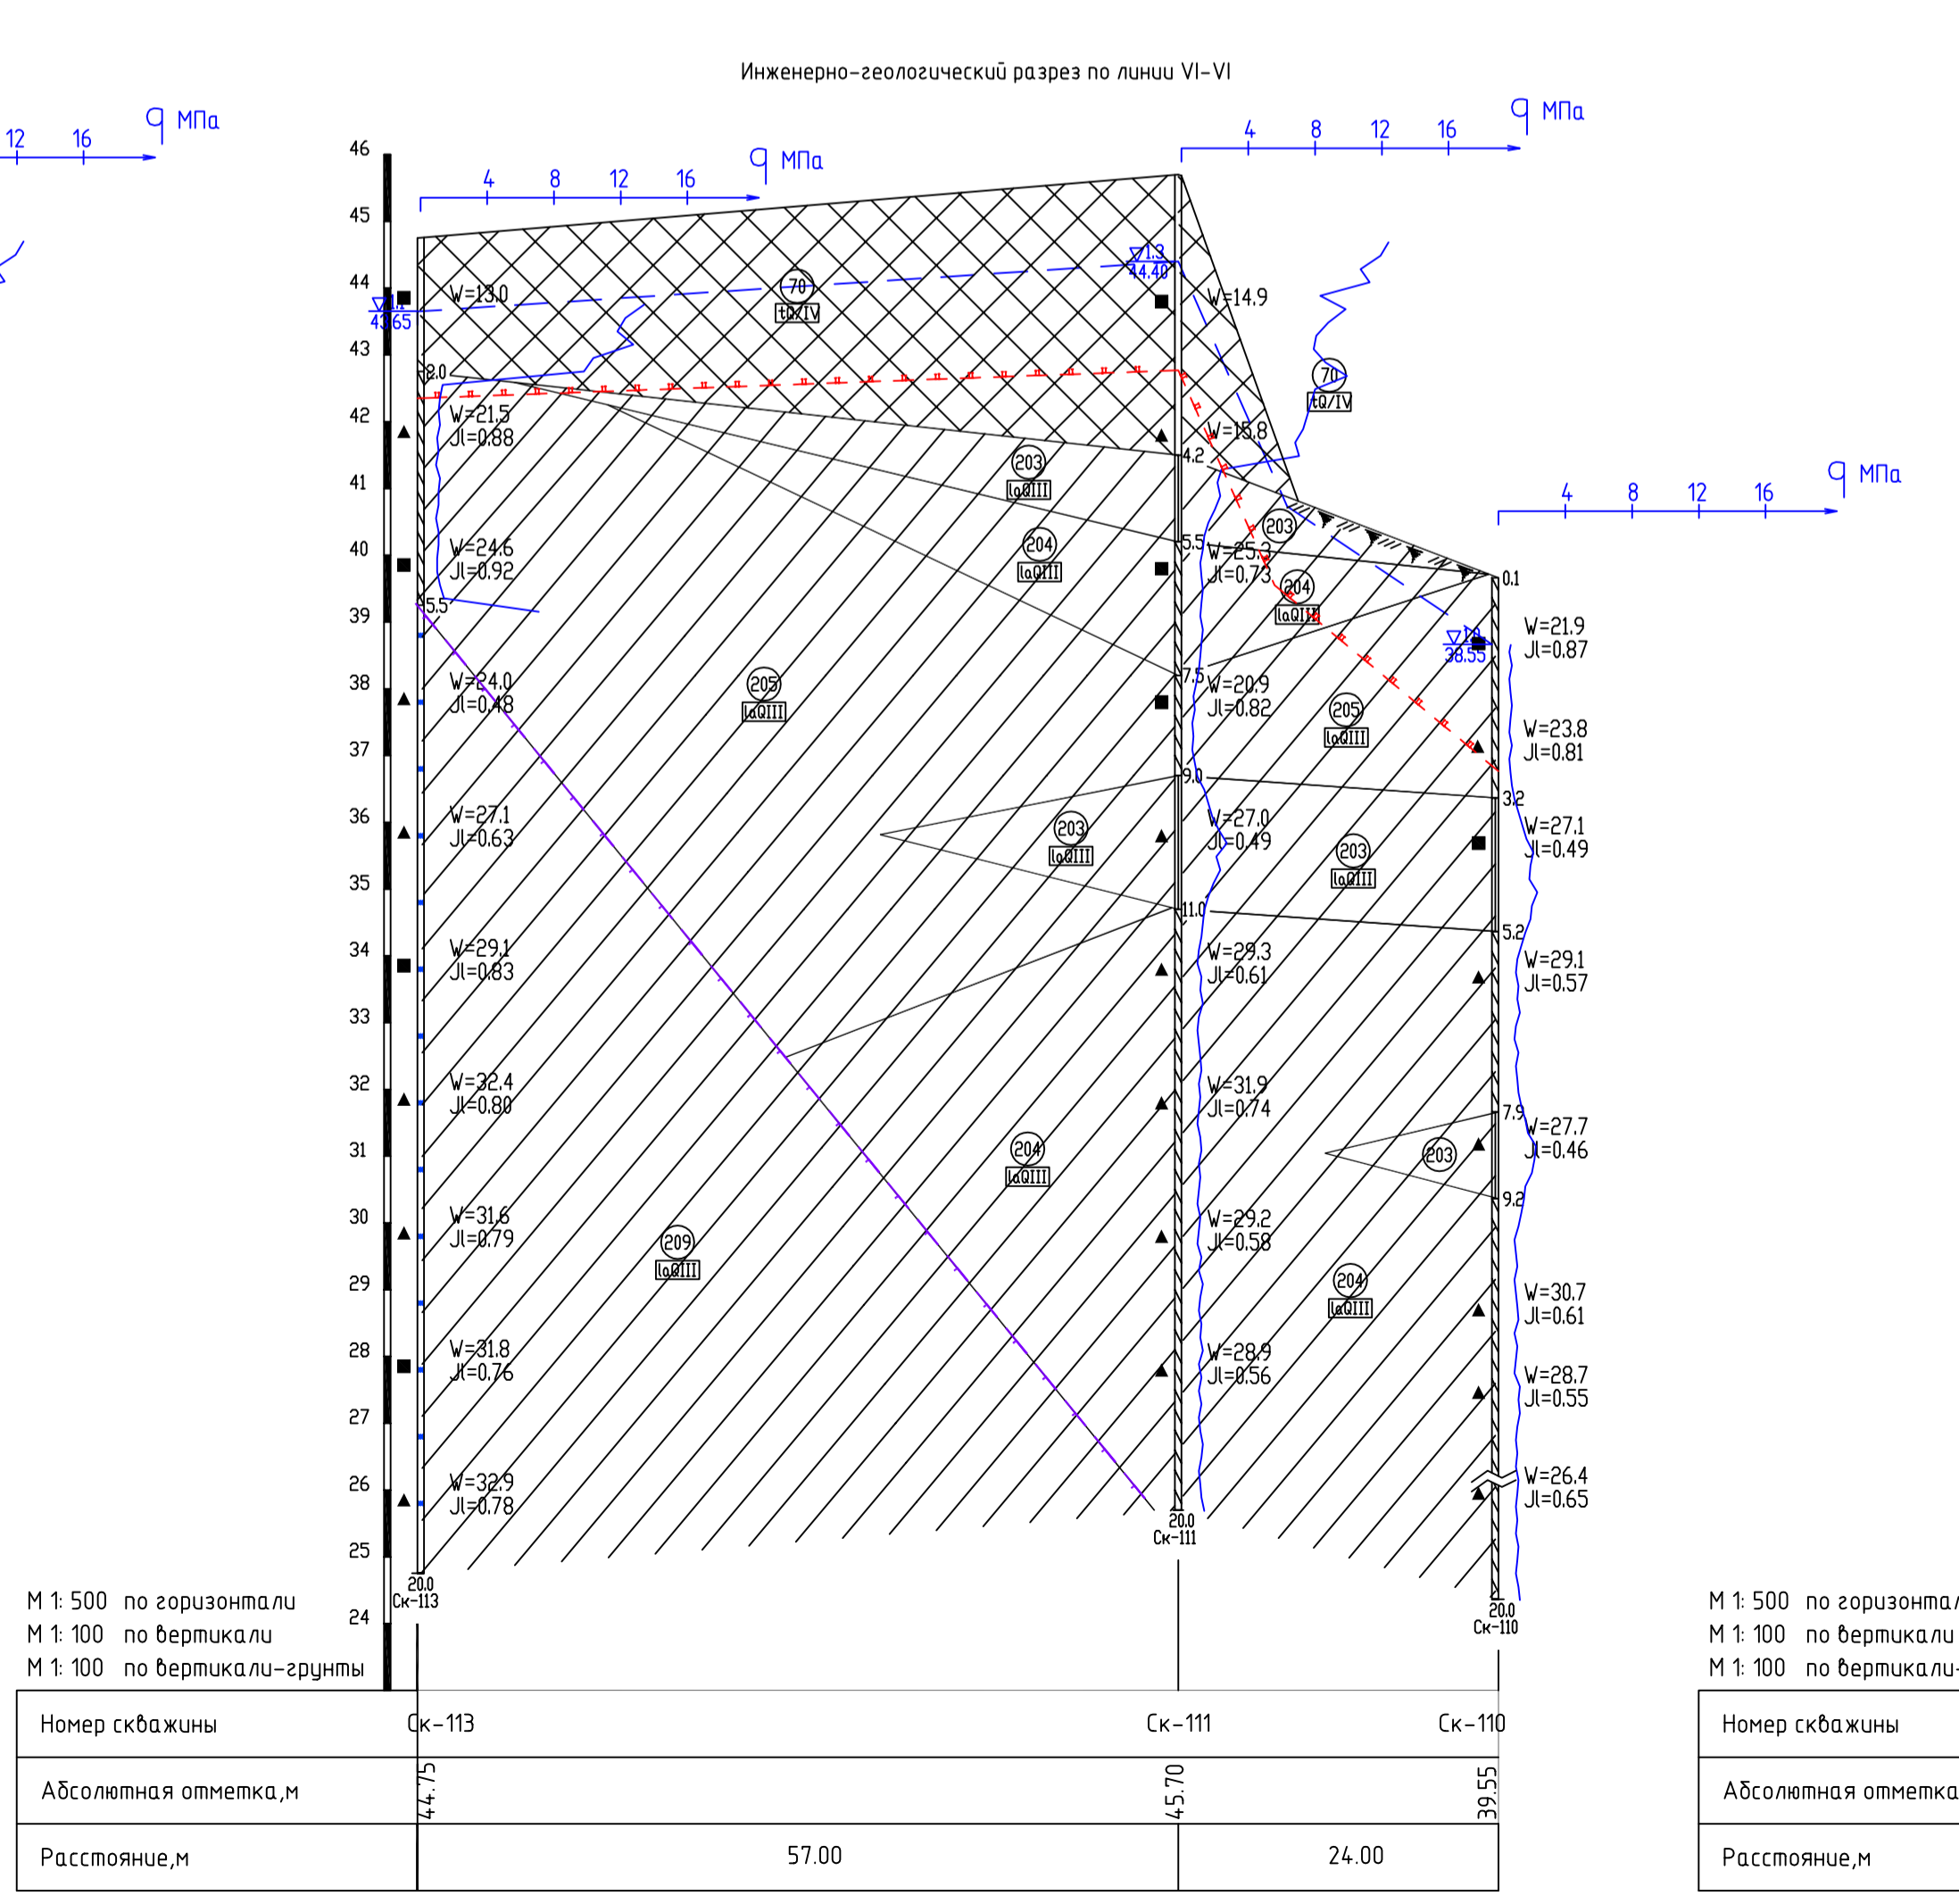 Инженерно-геологический разрез по линии VI-VI
12 16 q МПа
4 8 12 16 q МПа
4 8 12 16 q МПа
4 8 12 16 q МПа
46
45
44
43
42
41
40
39
38
37
36
35
34
33
32
31
30
29
28
27
26
25
24
1.1
43.65
W=13.0
2.0
W=21.5
Jl=0.88
W=24.6
Jl=0.92
5.5
W=24.0
Jl=0.48
W=27.1
Jl=0.63
W=29.1
Jl=0.83
W=32.4
Jl=0.80
W=31.6
Jl=0.79
W=31.8
Jl=0.76
W=32.9
Jl=0.78
20.0
Ск-113
70
tQ/IV
203
laQIII
204
laQIII
205
laQIII
203
laQIII
204
laQIII
209
laQIII
1.3
44.40
W=14.9
W=15.8
4.2
5.5
W=25.3
Jl=0.73
7.5
W=20.9
Jl=0.82
9.0
W=27.0
Jl=0.49
11.0
W=29.3
Jl=0.61
W=31.9
Jl=0.74
W=29.2
Jl=0.58
W=28.9
Jl=0.56
20.0
Ск-111
70
tQ/IV
203
204
laQIII
205
laQIII
203
laQIII
203
204
laQIII
38.55
0.1
W=21.9
Jl=0.87
W=23.8
Jl=0.81
3.2
W=27.1
Jl=0.49
5.2
W=29.1
Jl=0.57
7.9
W=27.7
Jl=0.46
9.2
W=30.7
Jl=0.61
W=28.7
Jl=0.55
W=26.4
Jl=0.65
20.0
Ск-110
М 1: 500 по горизонтали
М 1: 100 по вертикали
М 1: 100 по вертикали-грунты
Номер скважины Ск-113 Ск-111 Ск-110
Абсолютная отметка,м 44.75 45.70 39.55
Расстояние,м 57.00 24.00
М 1: 500 по горизонтал
М 1: 100 по вертикали
М 1: 100 по вертикали-
Номер скважины
Абсолютная отметка
Расстояние,м